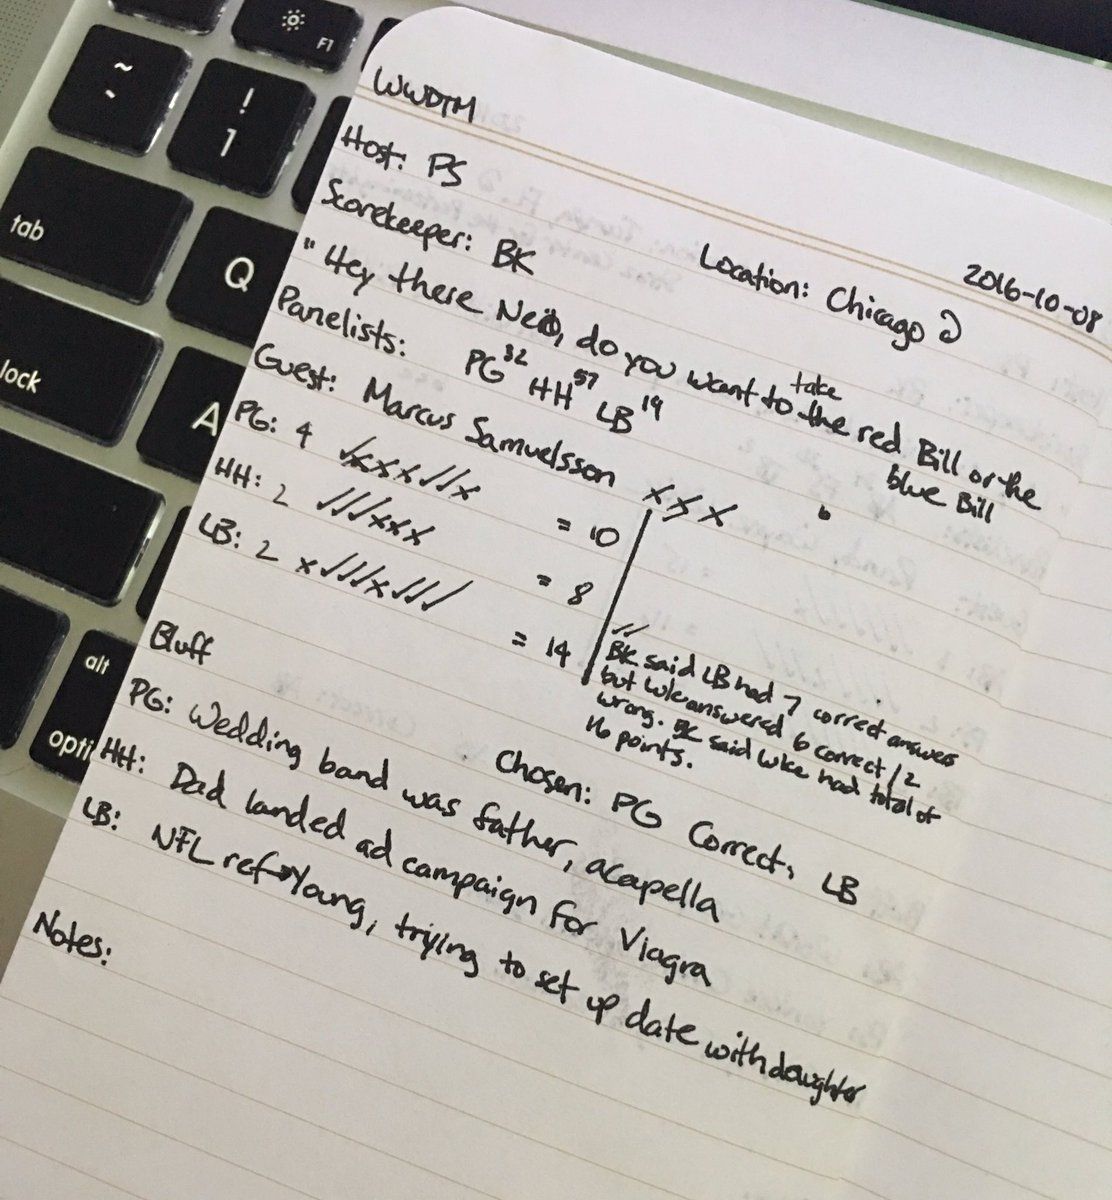 ~
`
!
1
F1
tab
Q
lock
A
alt
opti
WWDTM
2016-10-08
Host: PS
Location: Chicago
Scorekeeper: BK
"Hey there Neo, do you want to take the red Bill or the blue Bill
Panelists: PG 32 HH 57 LB 19
Guest: Marcus Samuelsson XXX
PG: 4 ✓xxx✓✓x = 10
HH: 2 ✓✓✓xxx = 8
LB: 2 x✓✓✓x✓✓✓ = 14
BK said LB had 7 correct answers
but Luke answered 6 correct/2
wrong. BK said Luke had total of
16 points.
Bluff
Chosen: PG Correct: LB
PG: Wedding band was father, acapella
HH: Dad landed ad campaign for Viagra
LB: NFL ref → Young, trying to set up date with daughter
Notes: